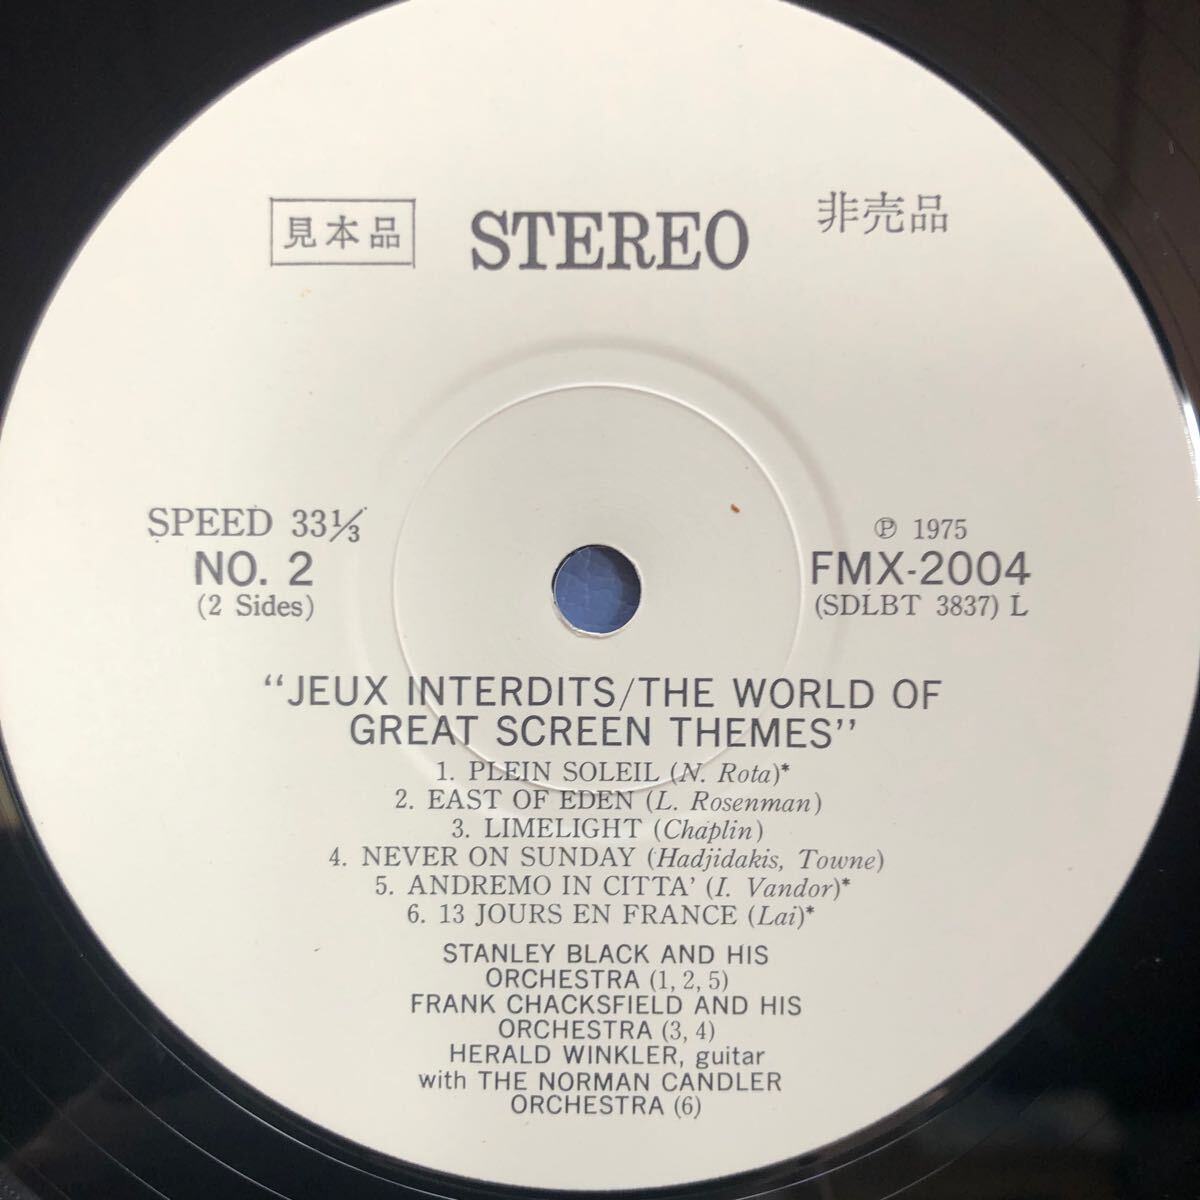 見本品 STEREO 非売品
SPEED 33⅓
NO. 2
(2 Sides)
℗ 1975
FMX-2004
(SDLBT 3837) L
"JEUX INTERDITS/THE WORLD OF
GREAT SCREEN THEMES"
1. PLEIN SOLEIL (N. Rota)*
2. EAST OF EDEN (L. Rosenman)
3. LIMELIGHT (Chaplin)
4. NEVER ON SUNDAY (Hadjidakis, Towne)
5. ANDREMO IN CITTA' (I. Vandor)*
6. 13 JOURS EN FRANCE (Lai)*
STANLEY BLACK AND HIS
ORCHESTRA (1, 2, 5)
FRANK CHACKSFIELD AND HIS
ORCHESTRA (3, 4)
HERALD WINKLER, guitar
with THE NORMAN CANDLER
ORCHESTRA (6)